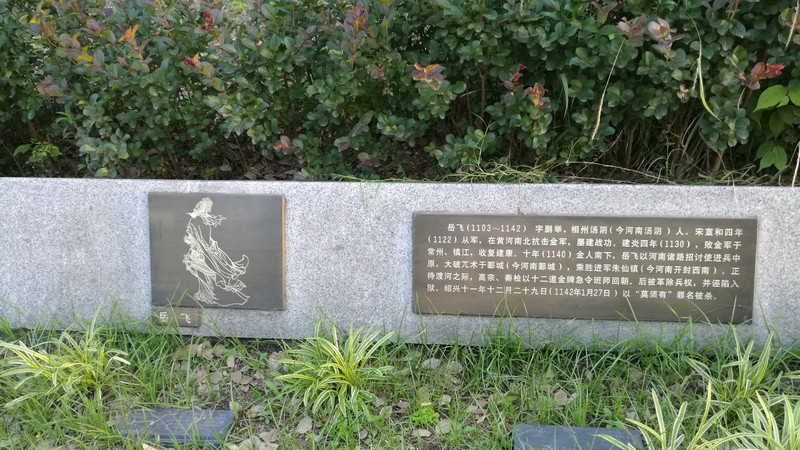 岳飞
岳飞(1103～1142) 字鹏举，相州汤阴(今河南汤阴)人，宋宣和四年
(1122)从军，在黄河南北抗击金军，屡建战功，建炎四年(1130)，败金军于
常州、镇江，收复建康，十年(1140)金人南下，岳飞以河南诸路招讨使进兵中
原，大破兀术于郾城(今河南郾城)，乘胜进军朱仙镇(今河南开封西南)，正
待渡河之际，高宗、秦桧以十二道金牌急令班师回朝，后被革除兵权，并诬陷入
狱，绍兴十一年十二月二十九日(1142年1月27日)以“莫须有”罪名被杀.